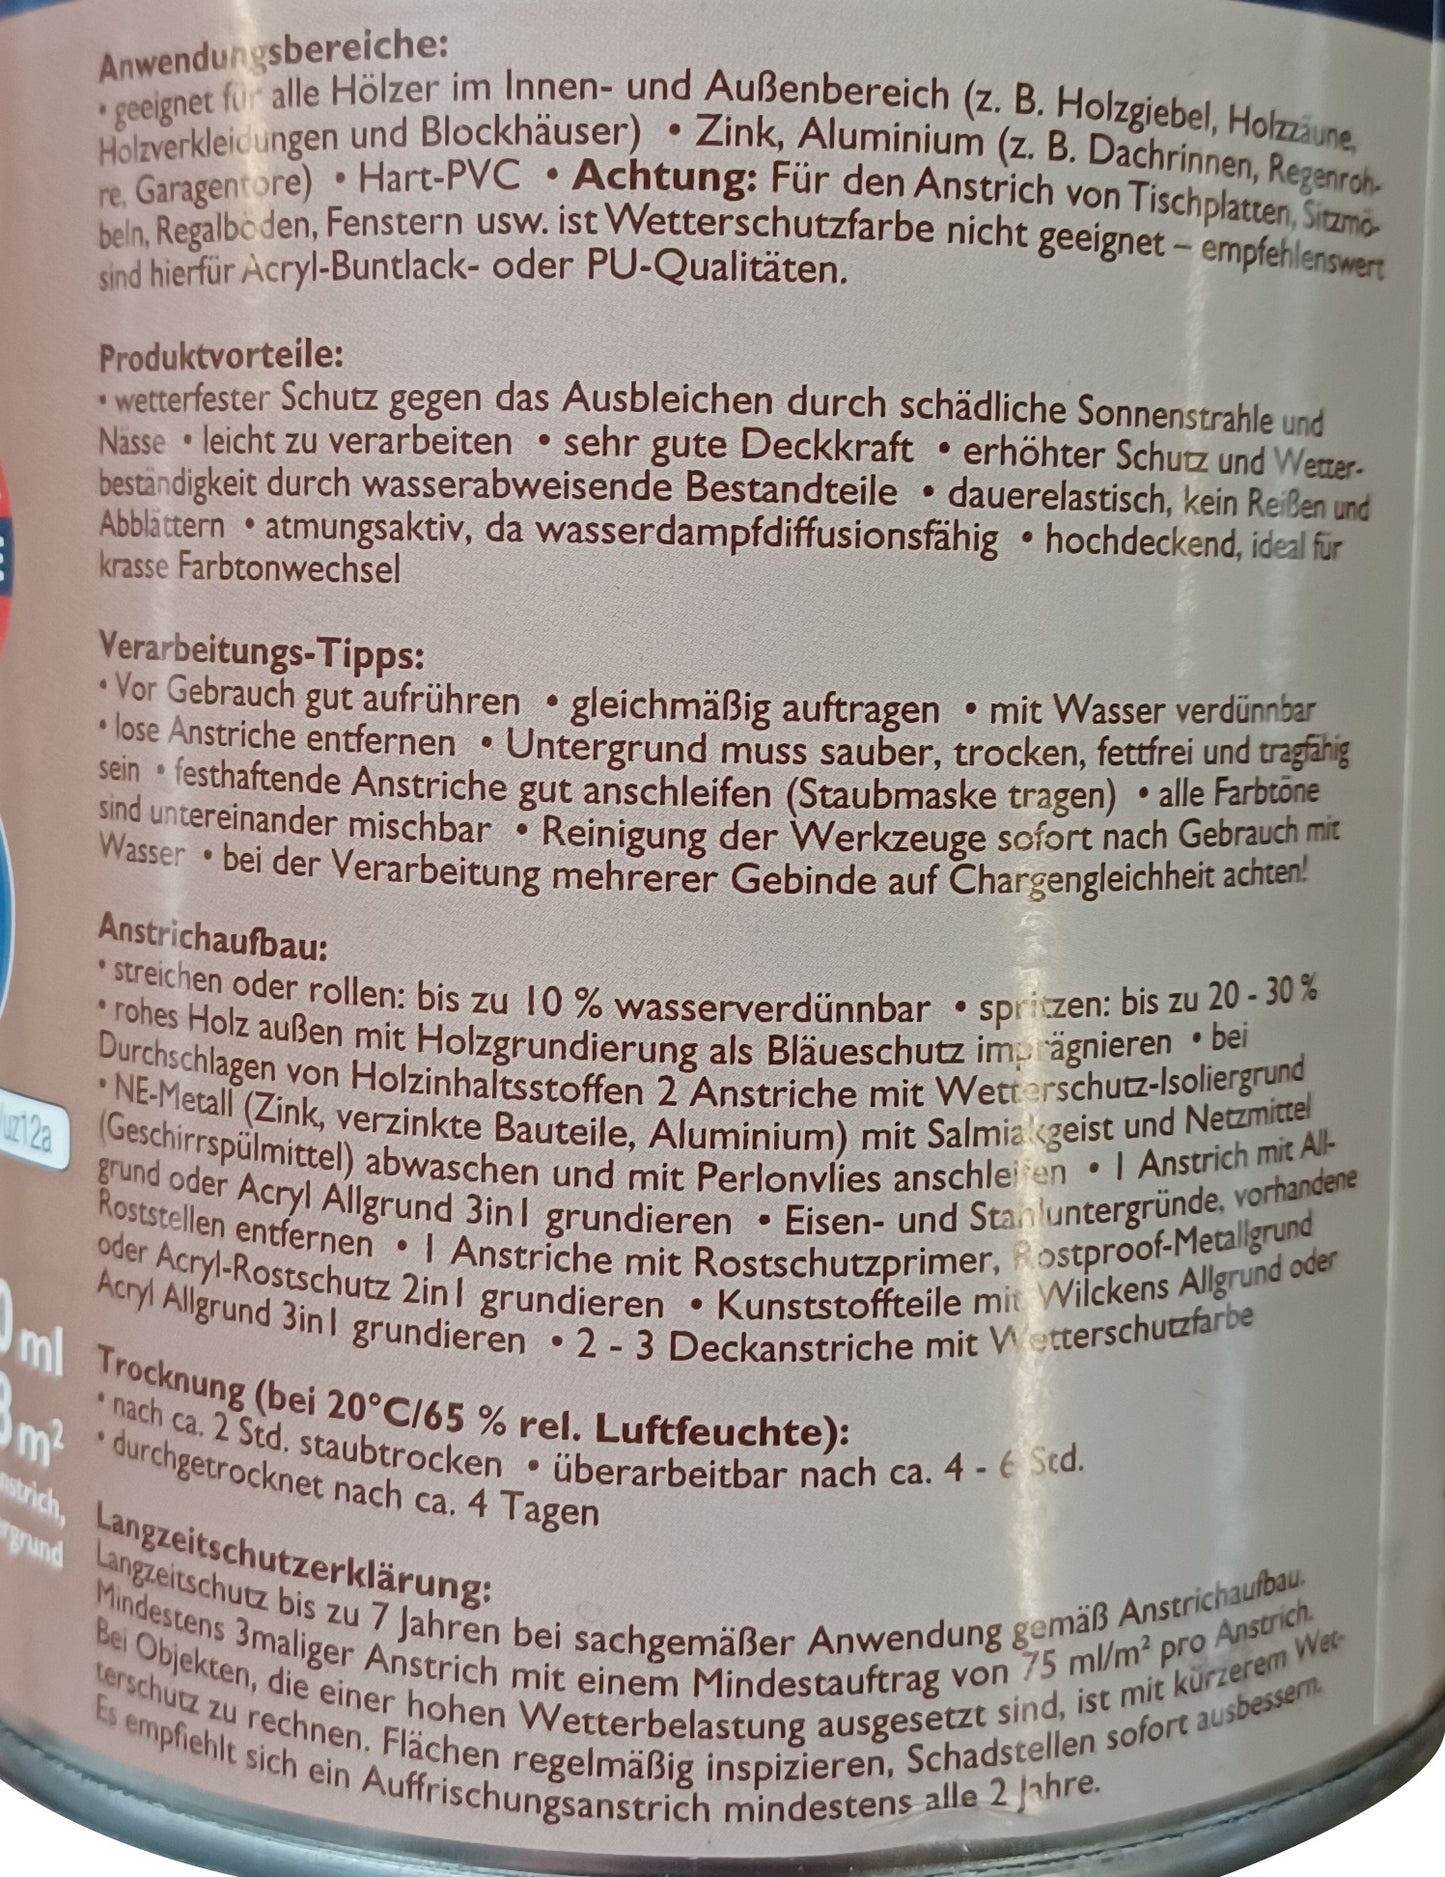 Anwendungsbereiche:
• geeignet für alle Hölzer im Innen- und Außenbereich (z. B. Holzgiebel, Holzzäune,
Holzverkleidungen und Blockhäuser) • Zink, Aluminium (z. B. Dachrinnen, Regenroh-
re, Garagentore) • Hart-PVC • Achtung: Für den Anstrich von Tischplatten, Sitzmö-
beln, Regalböden, Fenstern usw. ist Wetterschutzfarbe nicht geeignet – empfehlenswert
sind hierfür Acryl-Buntlack- oder PU-Qualitäten.
Produktvorteile:
• wetterfester Schutz gegen das Ausbleichen durch schädliche Sonnenstrahle und
Nässe • leicht zu verarbeiten • sehr gute Deckkraft • erhöhter Schutz und Wetter-
beständigkeit durch wasserabweisende Bestandteile • dauerelastisch, kein Reißen und
Abblättern • atmungsaktiv, da wasserdampfdiffusionsfähig • hochdeckend, ideal für
krasse Farbtonwechsel
Verarbeitungs-Tipps:
• Vor Gebrauch gut aufrühren • gleichmäßig auftragen • mit Wasser verdünnbar
• lose Anstriche entfernen • Untergrund muss sauber, trocken, fettfrei und tragfähig
sein • festhaftende Anstriche gut anschleifen (Staubmaske tragen) • alle Farbtöne
sind untereinander mischbar • Reinigung der Werkzeuge sofort nach Gebrauch mit
Wasser • bei der Verarbeitung mehrerer Gebinde auf Chargengleichheit achten!
Anstrichaufbau:
• streichen oder rollen: bis zu 10 % wasserverdünnbar • spritzen: bis zu 20 - 30 %
• rohes Holz außen mit Holzgrundierung als Bläueschutz imprägnieren • bei
Durchschlagen von Holzinhaltsstoffen 2 Anstriche mit Wetterschutz-Isoliergrund
• NE-Metall (Zink, verzinkte Bauteile, Aluminium) mit Salmiakgeist und Netzmittel
(Geschirrspülmittel) abwaschen und mit Perlonvlies anschleifen • 1 Anstrich mit All-
grund oder Acryl Allgrund 3in1 grundieren • Eisen- und Stahluntergründe, vorhandene
Roststellen entfernen • 1 Anstriche mit Rostschutzprimer, Rostproof-Metallgrund
oder Acryl-Rostschutz 2in1 grundieren • Kunststoffteile mit Wilckens Allgrund oder
Acryl Allgrund 3in1 grundieren • 2 - 3 Deckanstriche mit Wetterschutzfarbe
Trocknung (bei 20°C/65 % rel. Luftfeuchte):
• nach ca. 2 Std. staubtrocken • überarbeitbar nach ca. 4 - 6 Std.
• durchgetrocknet nach ca. 4 Tagen
Langzeitschutzerklärung:
Langzeitschutz bis zu 7 Jahren bei sachgemäßer Anwendung gemäß Anstrichaufbau.
Mindestens 3maliger Anstrich mit einem Mindestauftrag von 75 ml/m² pro Anstrich.
Bei Objekten, die einer hohen Wetterbelastung ausgesetzt sind, ist mit kürzerem Wet-
terschutz zu rechnen. Flächen regelmäßig inspizieren, Schadstellen sofort ausbessern.
Es empfiehlt sich ein Auffrischungsanstrich mindestens alle 2 Jahre.
uz12a
ml
m²